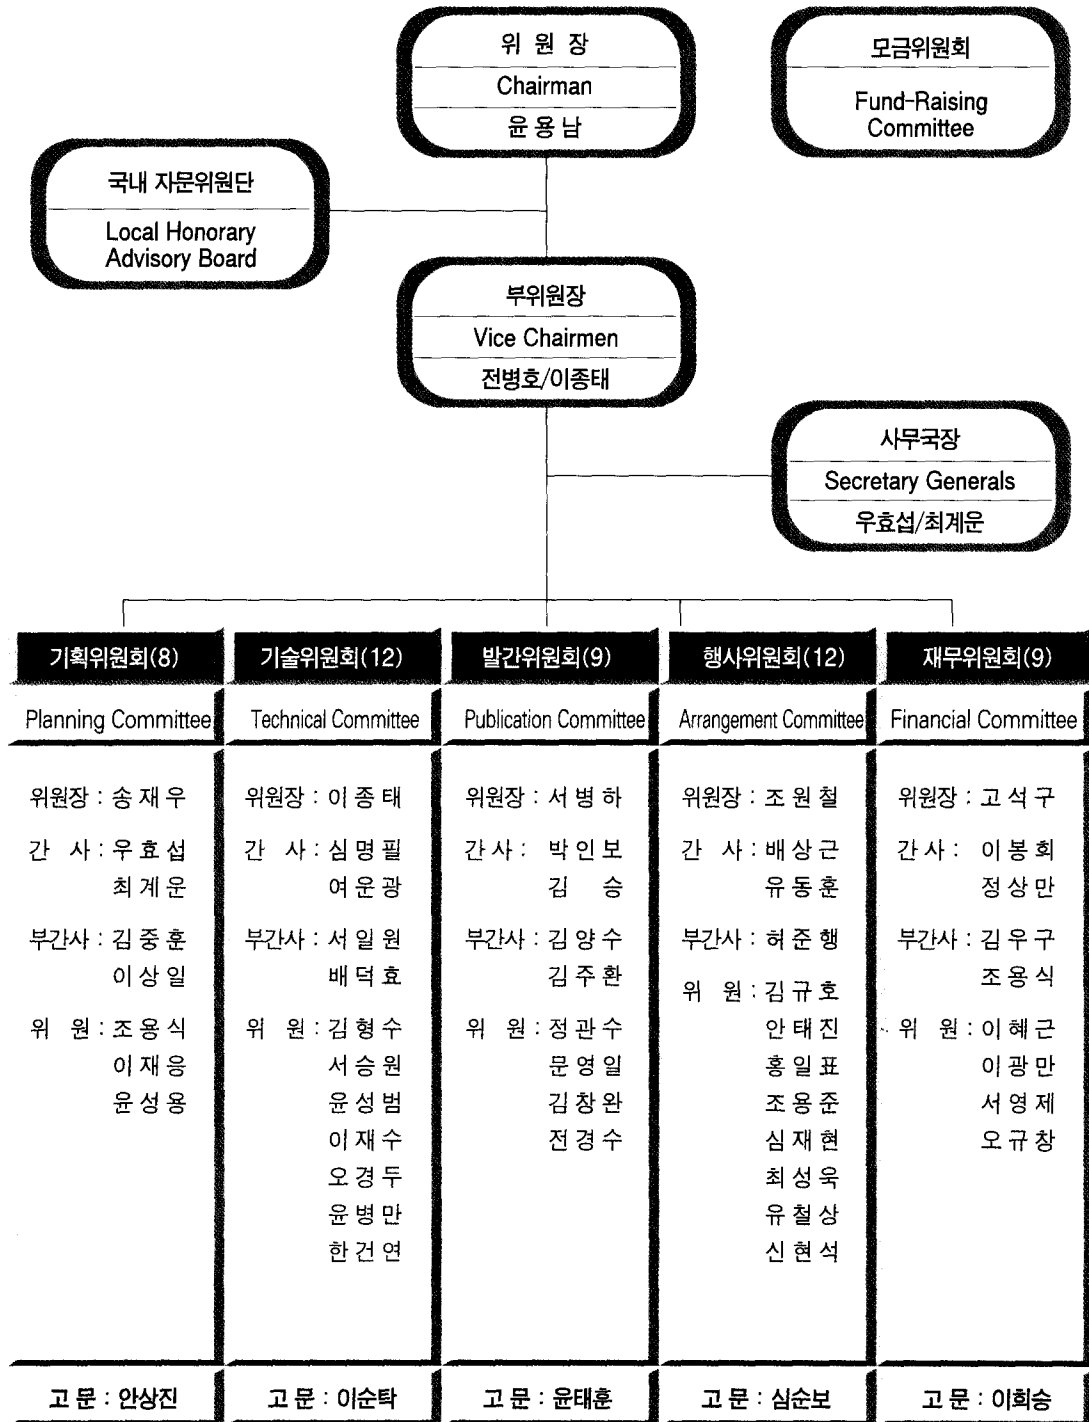 위 원 장
Chairman
윤 용 남
모금위원회
Fund-Raising
Committee
국내 자문위원단
Local Honorary
Advisory Board
부위원장
Vice Chairmen
전병호/이종태
사무국장
Secretary Generals
우효섭/최계운
기획위원회(8)
Planning Committee
위원장 : 송 재 우
간 사 : 우 효 섭
최 계 운
부간사 : 김 중 훈
이 상 일
위 원 : 조 용 식
이 재 응
윤 성 용
고 문 : 안상진
기술위원회(12)
Technical Committee
위원장 : 이 종 태
간 사 : 심 명 필
여 운 광
부간사 : 서 일 원
배 덕 효
위 원 : 김 형 수
서 승 원
윤 성 범
이 재 수
오 경 두
윤 병 만
한 건 연
고 문 : 이순탁
발간위원회(9)
Publication Committee
위원장 : 서 병 하
간 사 : 박 인 보
김 승
부간사 : 김 양 수
김 주 환
위 원 : 정 관 수
문 영 일
김 창 완
전 경 수
고 문 : 윤태훈
행사위원회(12)
Arrangement Committee
위원장 : 조 원 철
간 사 : 배 상 근
유 동 훈
부간사 : 허 준 행
위 원 : 김 규 호
안 태 진
홍 일 표
조 용 준
심 재 현
최 성 욱
유 철 상
신 현 석
고 문 : 심순보
재무위원회(9)
Financial Committee
위원장 : 고 석 구
간 사 : 이 봉 희
정 상 만
부간사 : 김 우 구
조 용 식
위 원 : 이 혜 근
이 광 만
서 영 제
오 규 창
고 문 : 이희승